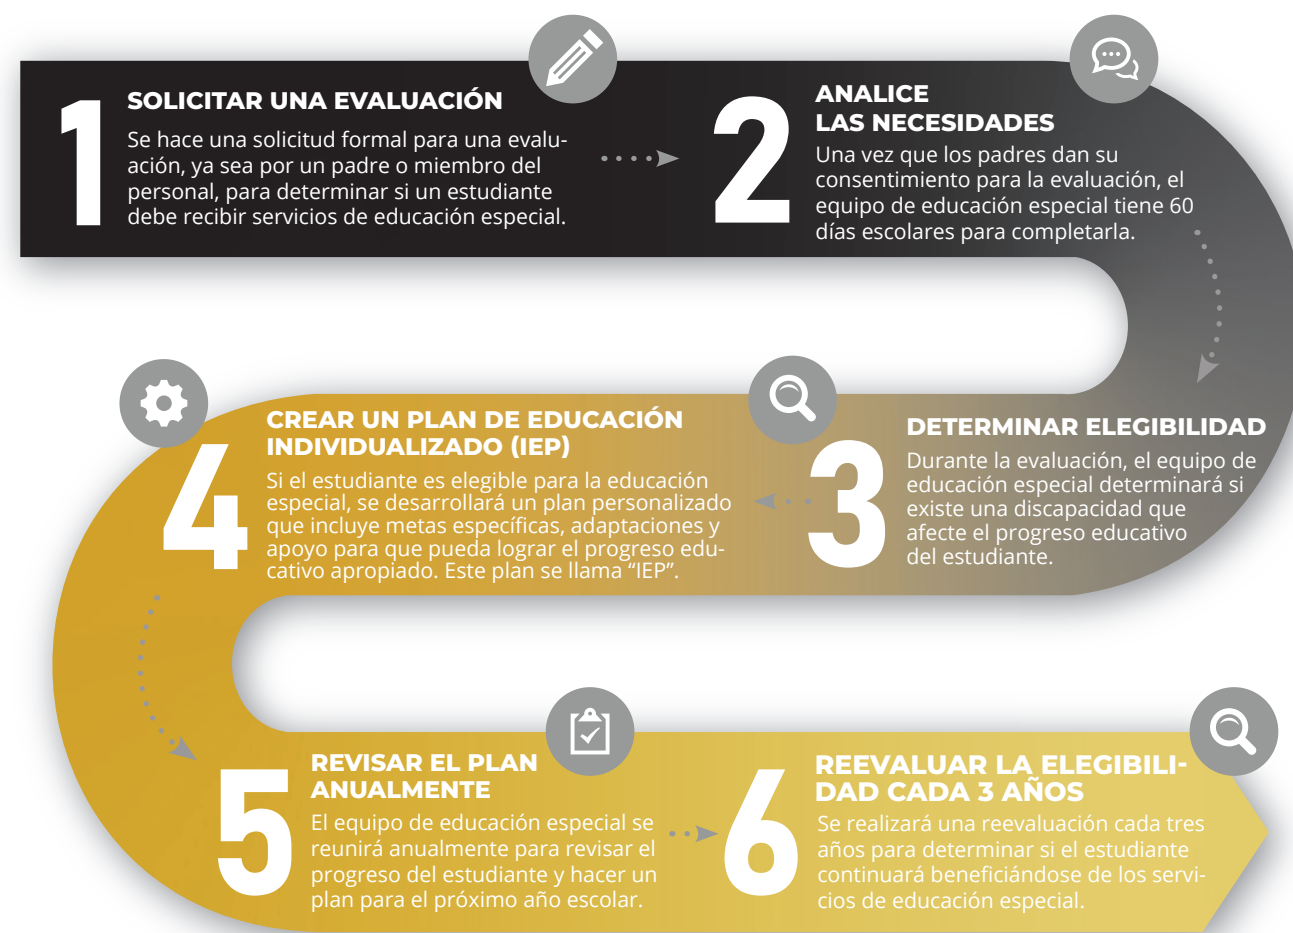 1
SOLICITAR UNA EVALUACIÓN
Se hace una solicitud formal para una evalu-
ación, ya sea por un padre o miembro del
personal, para determinar si un estudiante
debe recibir servicios de educación especial.
2
ANALICE
LAS NECESIDADES
Una vez que los padres dan su
consentimiento para la evaluación, el
equipo de educación especial tiene 60
días escolares para completarla.
3
DETERMINAR ELEGIBILIDAD
Durante la evaluación, el equipo de
educación especial determinará si
existe una discapacidad que
afecte el progreso educativo
del estudiante.
4
CREAR UN PLAN DE EDUCACIÓN
INDIVIDUALIZADO (IEP)
Si el estudiante es elegible para la educación
especial, se desarrollará un plan personalizado
que incluye metas específicas, adaptaciones y
apoyo para que pueda lograr el progreso edu-
cativo apropiado. Este plan se llama “IEP”.
5
REVISAR EL PLAN
ANUALMENTE
El equipo de educación especial se
reunirá anualmente para revisar el
progreso del estudiante y hacer un
plan para el próximo año escolar.
6
REEVALUAR LA ELEGIBILI-
DAD CADA 3 AÑOS
Se realizará una reevaluación cada tres
años para determinar si el estudiante
continuará beneficiándose de los servi-
cios de educación especial.